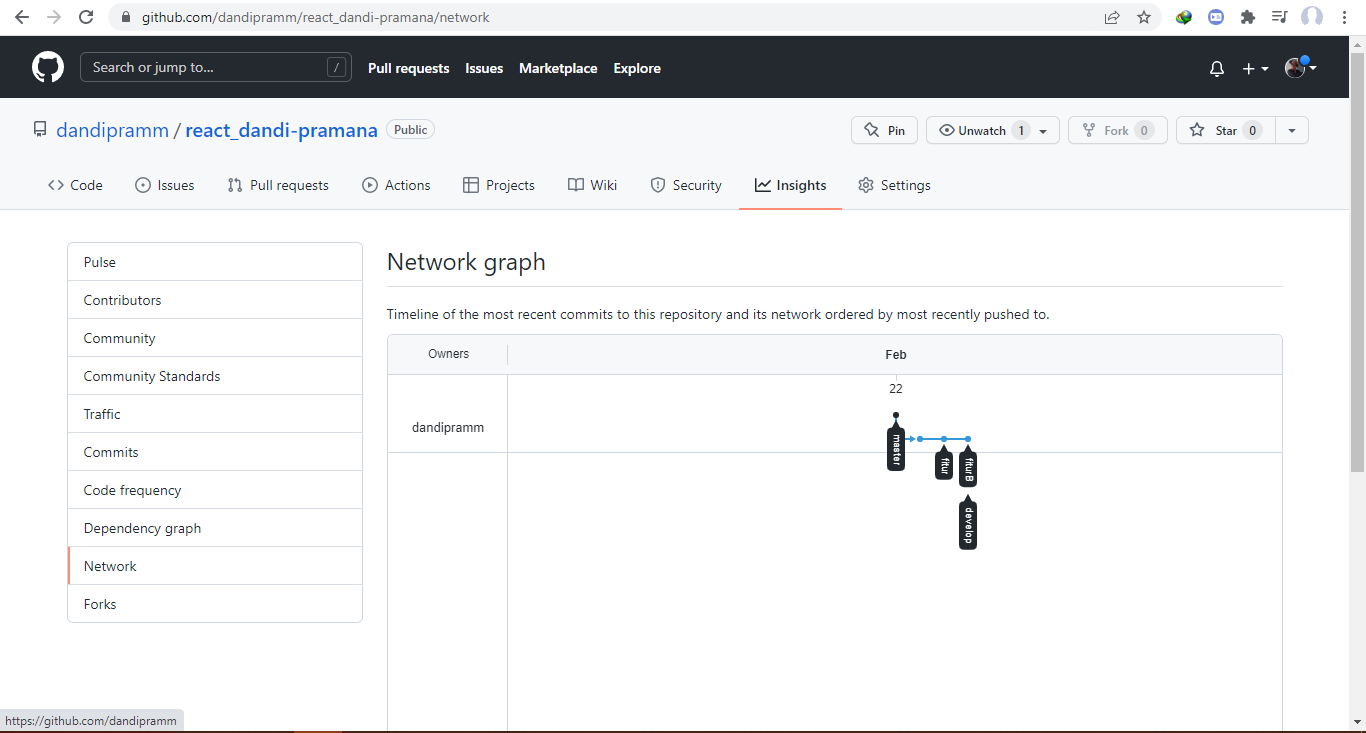 github.com/dandipramm/react_dandi-pramana/network
Search or jump to... / Pull requests Issues Marketplace Explore
dandipramm / react_dandi-pramana Public
Pin Unwatch 1 Fork 0 Star 0
Code Issues Pull requests Actions Projects Wiki Security Insights Settings
Pulse
Contributors
Community
Community Standards
Traffic
Commits
Code frequency
Dependency graph
Network
Forks
Network graph
Timeline of the most recent commits to this repository and its network ordered by most recently pushed to.
Owners Feb
22
dandipramm
master
fitur
fiturB
develop
https://github.com/dandipramm